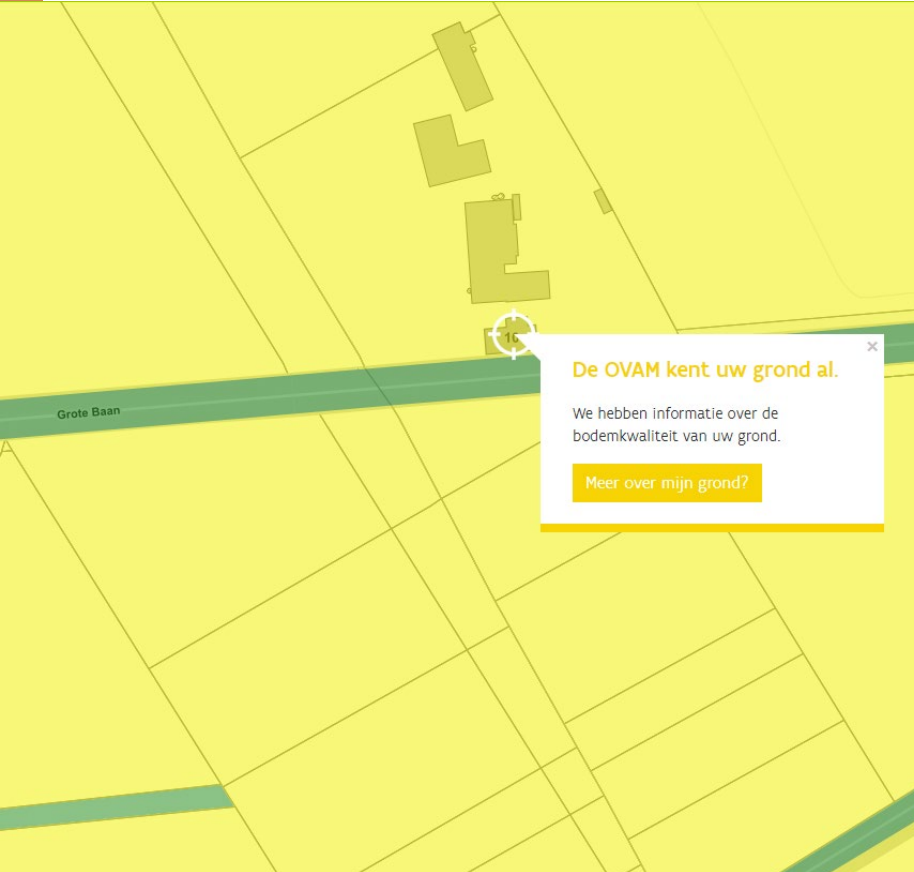 Grote Baan
De OVAM kent uw grond al.
We hebben informatie over de
bodemkwaliteit van uw grond.
Meer over mijn grond?